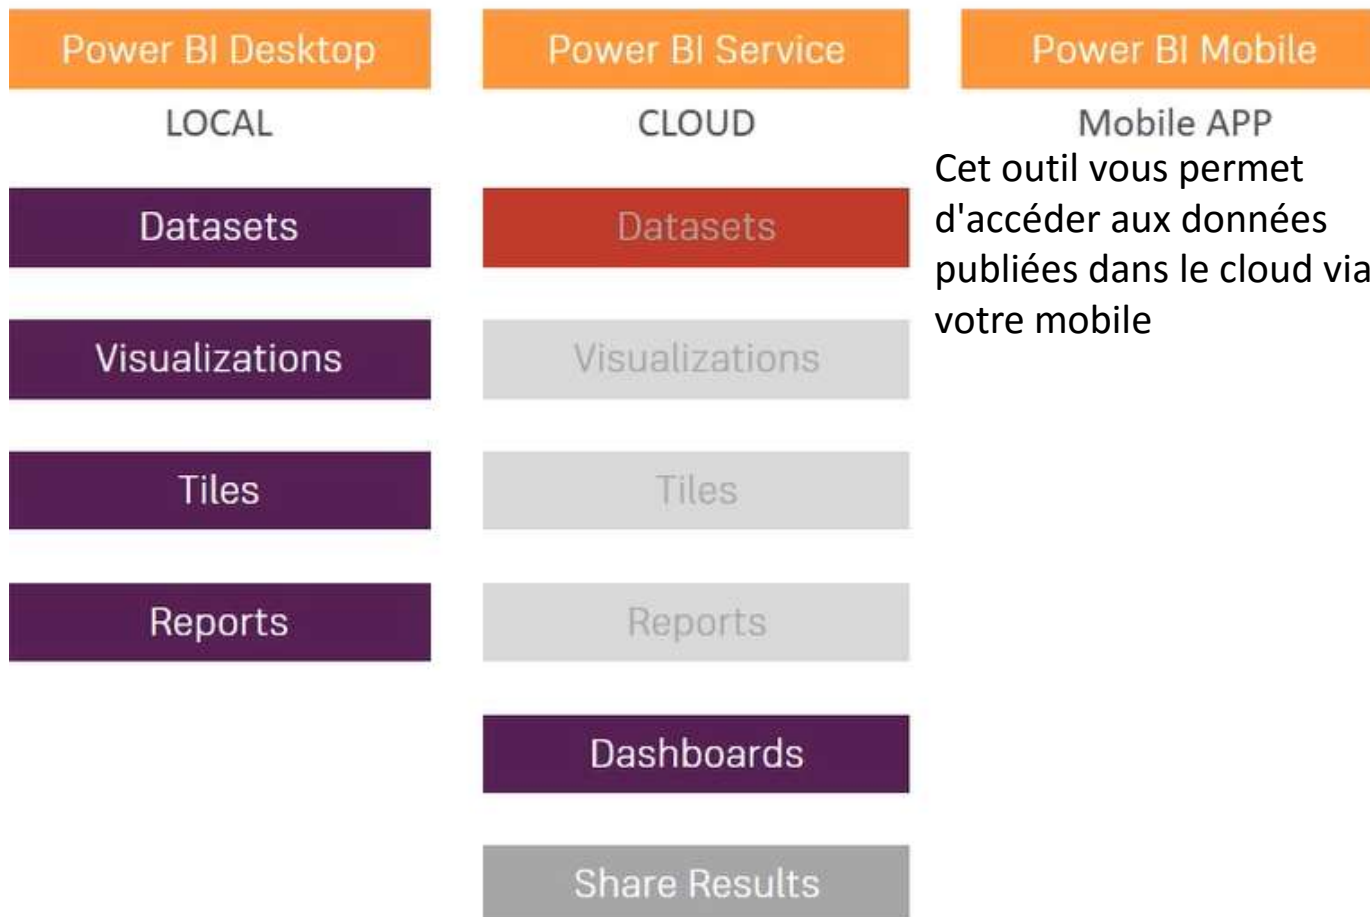 Power BI Desktop
LOCAL
Datasets
Visualizations
Tiles
Reports
Power BI Service
CLOUD
Datasets
Visualizations
Tiles
Reports
Dashboards
Share Results
Power BI Mobile
Mobile APP
Cet outil vous permet
d'accéder aux données
publiées dans le cloud via
votre mobile